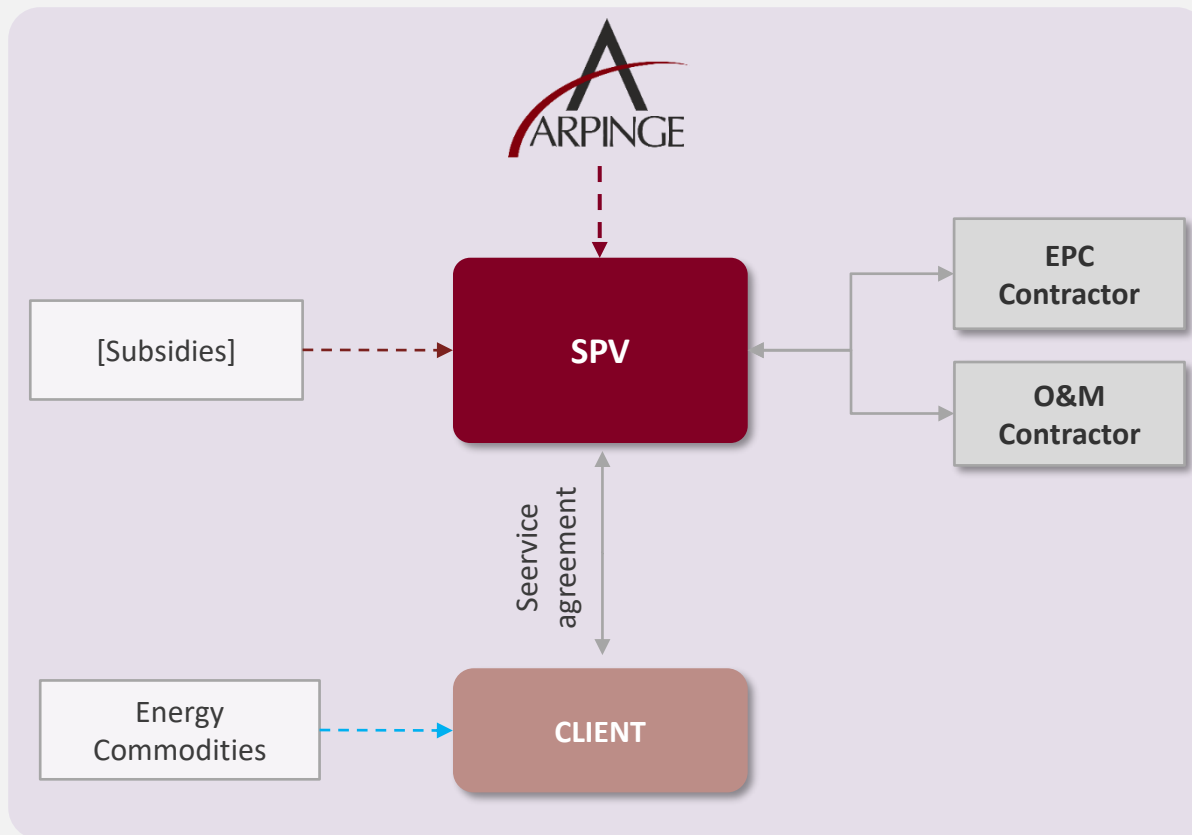 ARPINGE
EPC
Contractor
[Subsidies]
SPV
O&M
Contractor
Seervice
agreement
Energy
Commodities
CLIENT